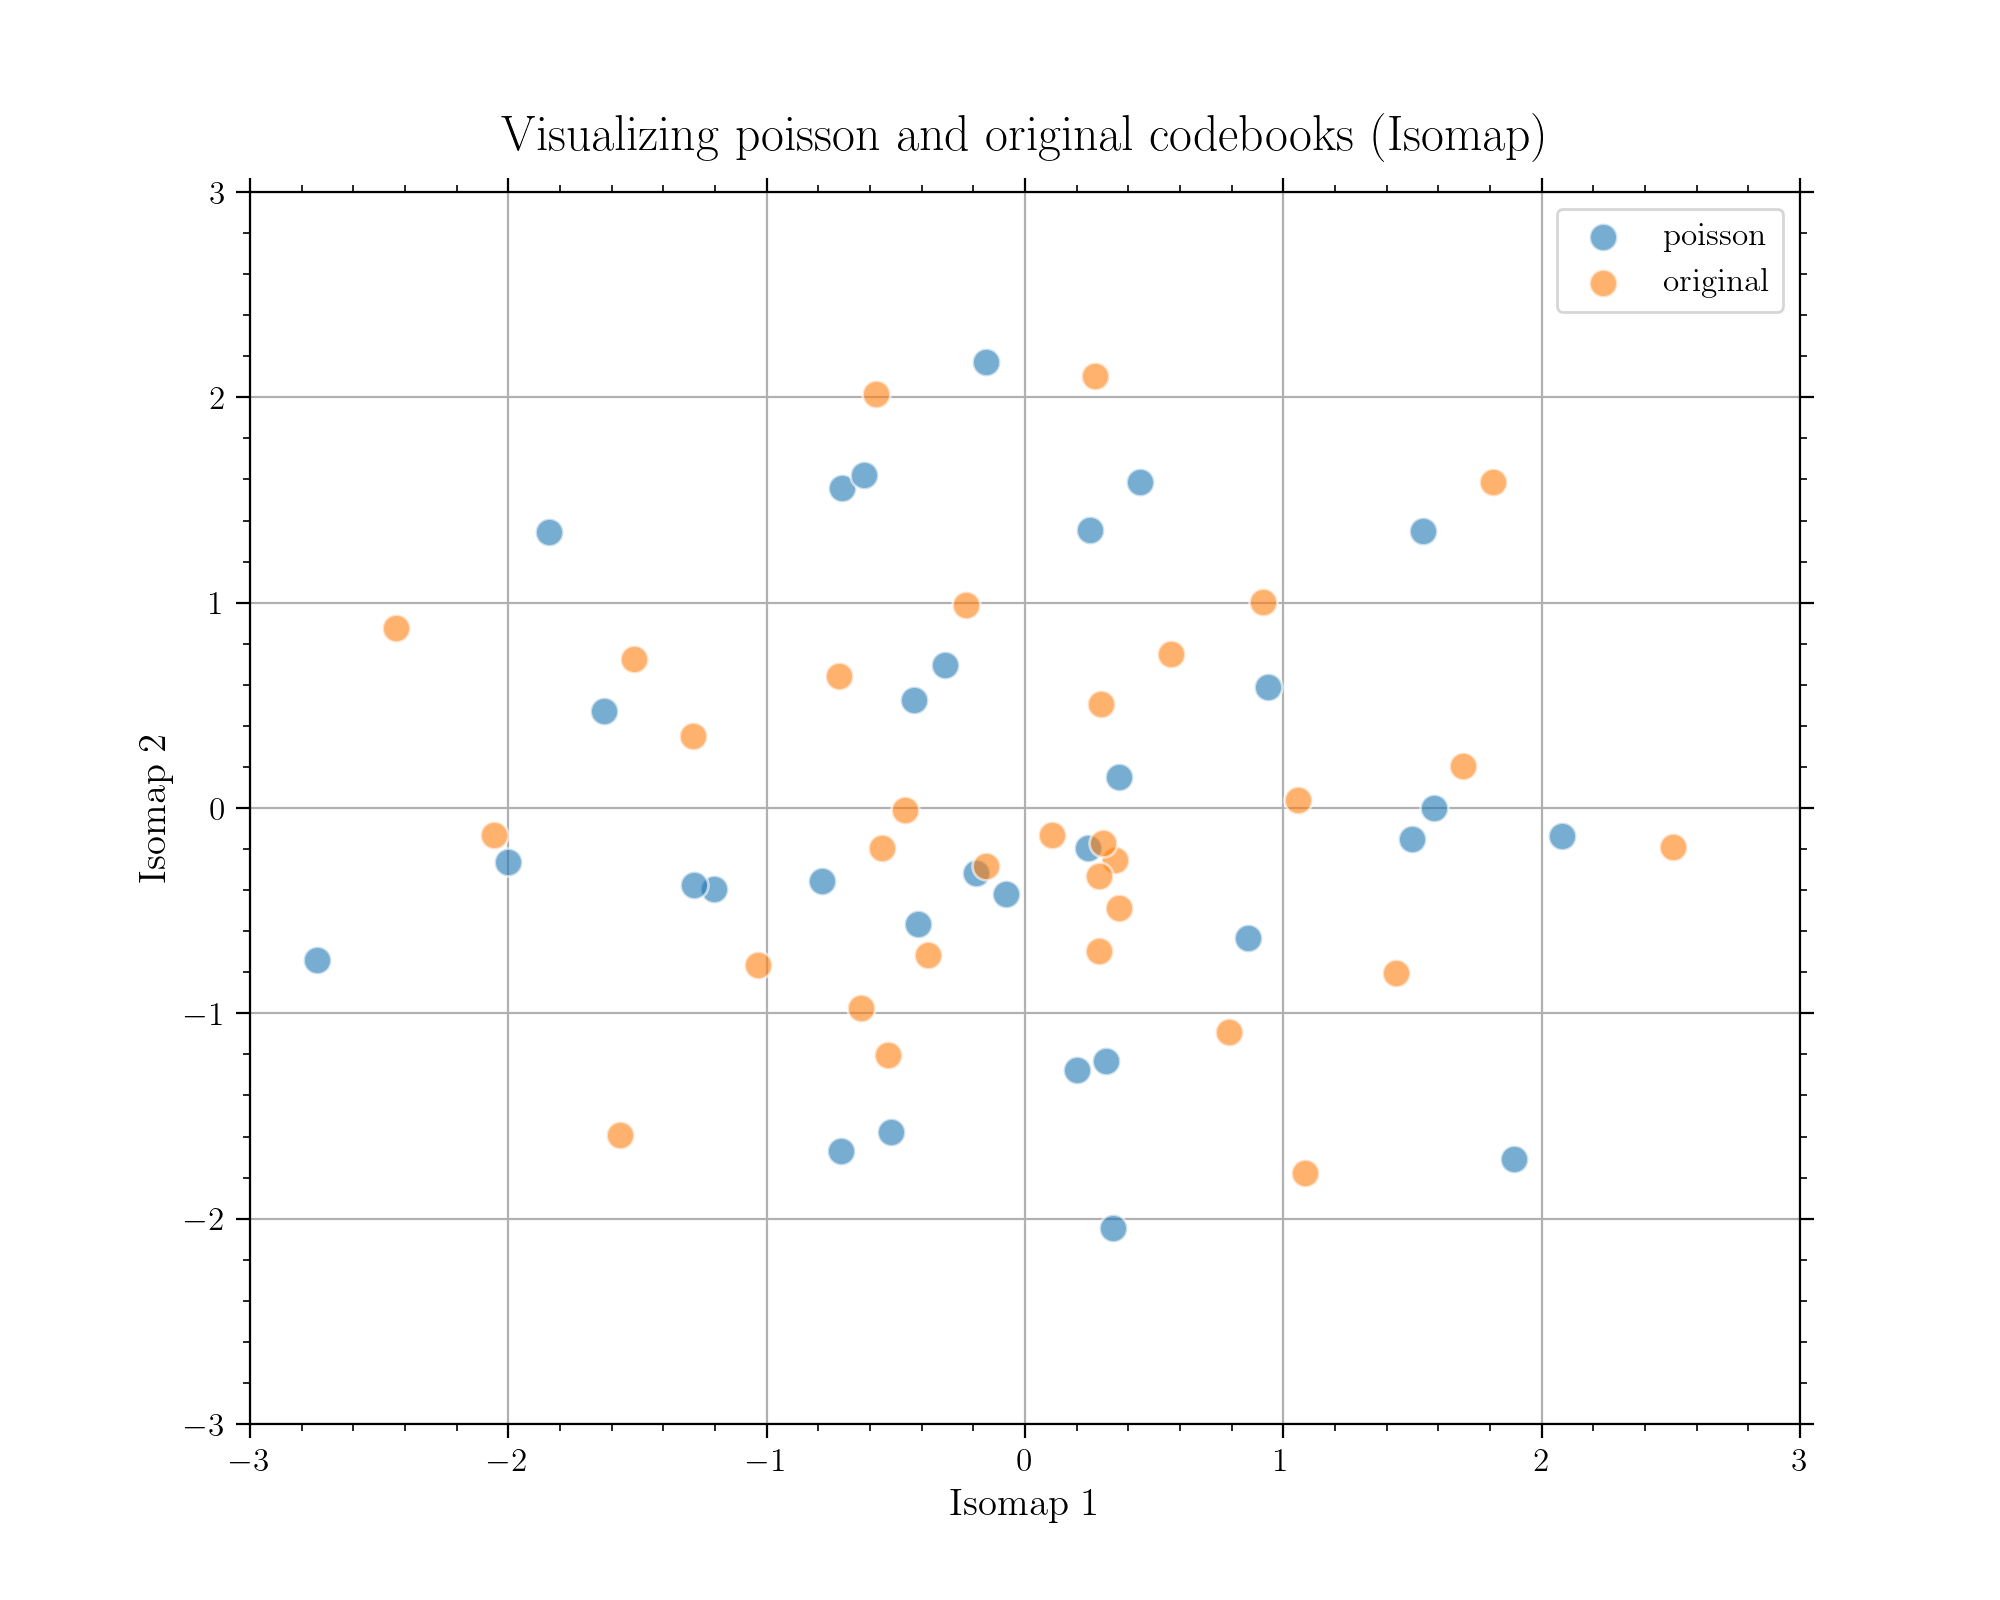 Visualizing poisson and original codebooks (Isomap)
poisson
original
3
2
1
0
−1
−2
−3
Isomap 2
−3
−2
−1
0
1
2
3
Isomap 1